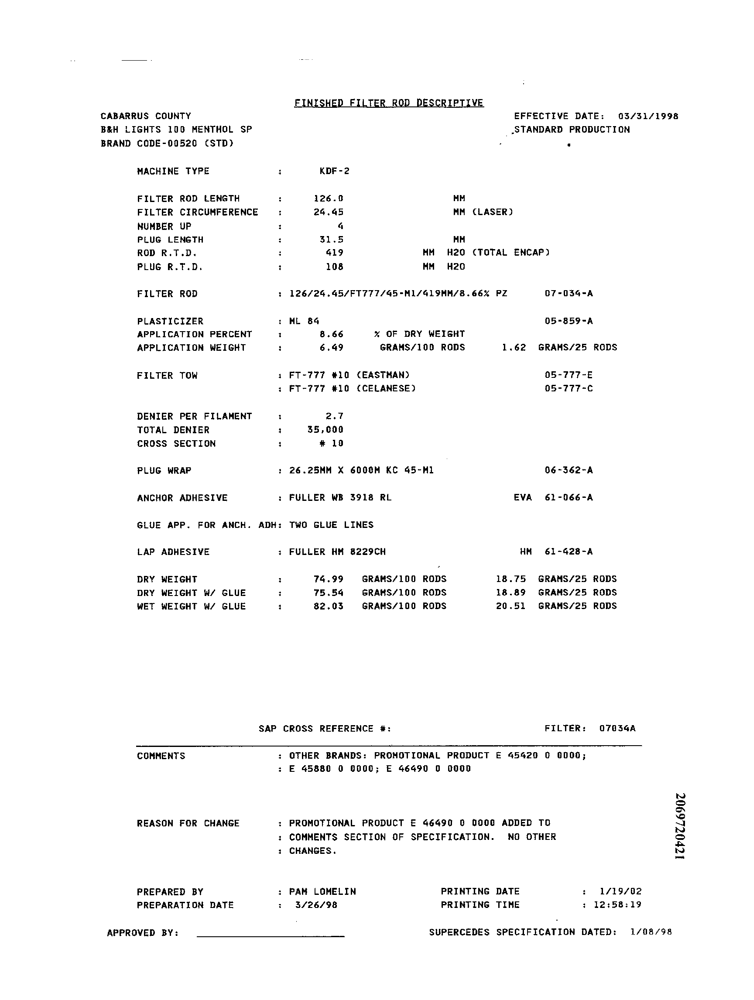 FINISHED FILTER ROD DESCRIPTIVE
CABARRUS COUNTY EFFECTIVE DATE: 03/31/1998
B&H LIGHTS 100 MENTHOL SP STANDARD PRODUCTION
BRAND CODE-00520 (STD)
MACHINE TYPE : KDF-2
FILTER ROD LENGTH : 126.0 MM
FILTER CIRCUMFERENCE : 24.45 MM (LASER)
NUMBER UP : 4
PLUG LENGTH : 31.5 MM
ROD R.T.D. : 419 MM H2O (TOTAL ENCAP)
PLUG R.T.D. : 108 MM H2O
FILTER ROD : 126/24.45/FT777/45-M1/419MM/8.66% PZ 07-034-A
PLASTICIZER : ML 84 05-859-A
APPLICATION PERCENT : 8.66 % OF DRY WEIGHT
APPLICATION WEIGHT : 6.49 GRAMS/100 RODS 1.62 GRAMS/25 RODS
FILTER TOW : FT-777 #10 (EASTMAN) 05-777-E
: FT-777 #10 (CELANESE) 05-777-C
DENIER PER FILAMENT : 2.7
TOTAL DENIER : 35,000
CROSS SECTION : # 10
PLUG WRAP : 26.25MM X 6000M KC 45-M1 06-362-A
ANCHOR ADHESIVE : FULLER WB 3918 RL EVA 61-066-A
GLUE APP. FOR ANCH. ADH: TWO GLUE LINES
LAP ADHESIVE : FULLER HM 8229CH HM 61-428-A
DRY WEIGHT : 74.99 GRAMS/100 RODS 18.75 GRAMS/25 RODS
DRY WEIGHT W/ GLUE : 75.54 GRAMS/100 RODS 18.89 GRAMS/25 RODS
WET WEIGHT W/ GLUE : 82.03 GRAMS/100 RODS 20.51 GRAMS/25 RODS
SAP CROSS REFERENCE #: FILTER: 07034A
COMMENTS : OTHER BRANDS: PROMOTIONAL PRODUCT E 45420 0 0000;
: E 45880 0 0000; E 46490 0 0000
REASON FOR CHANGE : PROMOTIONAL PRODUCT E 46490 0 0000 ADDED TO
: COMMENTS SECTION OF SPECIFICATION. NO OTHER
: CHANGES.
2069720421
PREPARED BY : PAM LOMELIN PRINTING DATE : 1/19/02
PREPARATION DATE : 3/26/98 PRINTING TIME : 12:58:19
APPROVED BY: SUPERCEDES SPECIFICATION DATED: 1/08/98